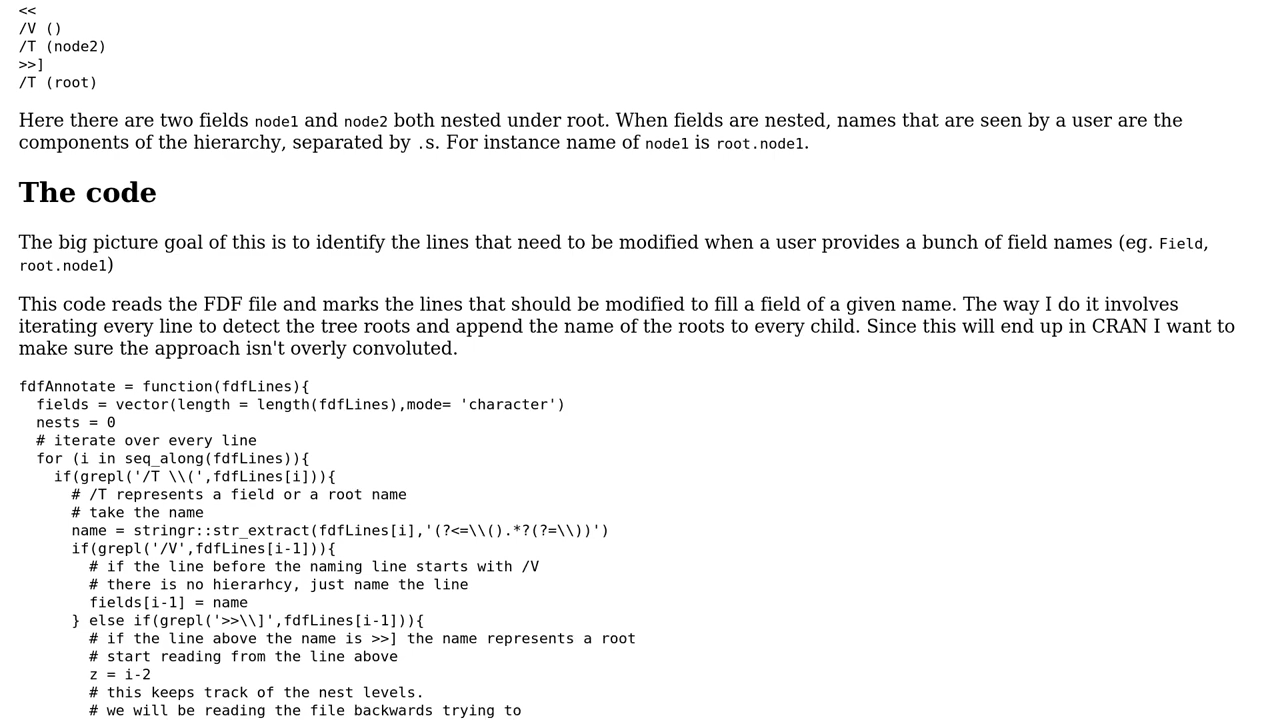 <<
/V ()
/T (node2)
>>]
/T (root)
Here there are two fields node1 and node2 both nested under root. When fields are nested, names that are seen by a user are the
components of the hierarchy, separated by .s. For instance name of node1 is root.node1.
The code
The big picture goal of this is to identify the lines that need to be modified when a user provides a bunch of field names (eg. Field,
root.node1)
This code reads the FDF file and marks the lines that should be modified to fill a field of a given name. The way I do it involves
iterating every line to detect the tree roots and append the name of the roots to every child. Since this will end up in CRAN I want to
make sure the approach isn't overly convoluted.
fdfAnnotate = function(fdfLines){
  fields = vector(length = length(fdfLines),mode= 'character')
  nests = 0
  # iterate over every line
  for (i in seq_along(fdfLines)){
    if(grepl('/T \\(',fdfLines[i])){
      # /T represents a field or a root name
      # take the name
      name = stringr::str_extract(fdfLines[i],'(?<=\\().*?(?=\\))')
      if(grepl('/V',fdfLines[i-1])){
        # if the line before the naming line starts with /V
        # there is no hierarhcy, just name the line
        fields[i-1] = name
      } else if(grepl('>>\\]',fdfLines[i-1])){
        # if the line above the name is >>] the name represents a root
        # start reading from the line above
        z = i-2
        # this keeps track of the nest levels.
        # we will be reading the file backwards trying to